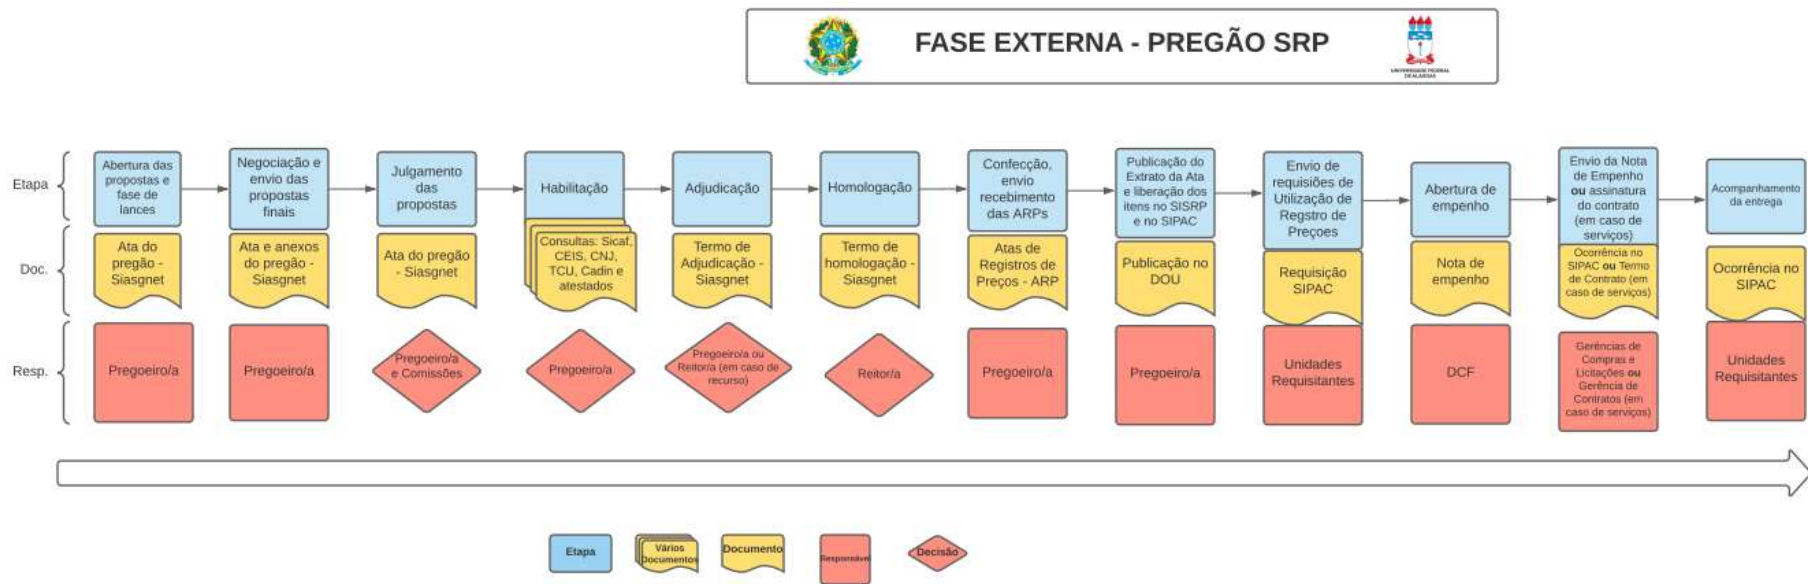 FASE EXTERNA - PREGÃO SRP
UNIVERSIDADE FEDERAL
DE ALAGOAS
Etapa
Abertura das
propostas e
fase de
lances
Negociação e
envio das
propostas
finais
Julgamento
das
propostas
Habilitação
Adjudicação
Homologação
Confecção,
envio
recebimento
das ARPs
Publicação do
Extrato da Ata
e liberação dos
itens no SISRP
e no SIPAC
Envio de
requisiões de
Utilização de
Registro de
Preçoes
Abertura de
empenho
Envio da Nota
de Empenho
ou assinatura
do contrato
(em caso de
serviços)
Acompanhamento
da entrega
Doc.
Ata do
pregão -
Siasgnet
Ata e anexos
do pregão -
Siasgnet
Ata do pregão
- Siasgnet
Consultas: Sicaf,
CEIS, CNJ,
TCU, Cadin e
atestados
Termo de
Adjudicação -
Siasgnet
Termo de
homologação -
Siasgnet
Atas de
Registros de
Preços - ARP
Publicação no
DOU
Requisição
SIPAC
Nota de
empenho
Ocorrência no
SIPAC ou Termo
de Contrato (em
caso de serviços)
Ocorrência no
SIPAC
Resp.
Pregoeiro/a
Pregoeiro/a
Pregoeiro/a
e Comissões
Pregoeiro/a
Pregoeiro/a ou
Reitor/a (em caso de
recurso)
Reitor/a
Pregoeiro/a
Pregoeiro/a
Unidades
Requisitantes
DCF
Gerências de
Compras e
Licitações ou
Gerência de
Contratos (em
caso de serviços)
Unidades
Requisitantes
Etapa
Vários
Documentos
Documento
Responsável
Decisão